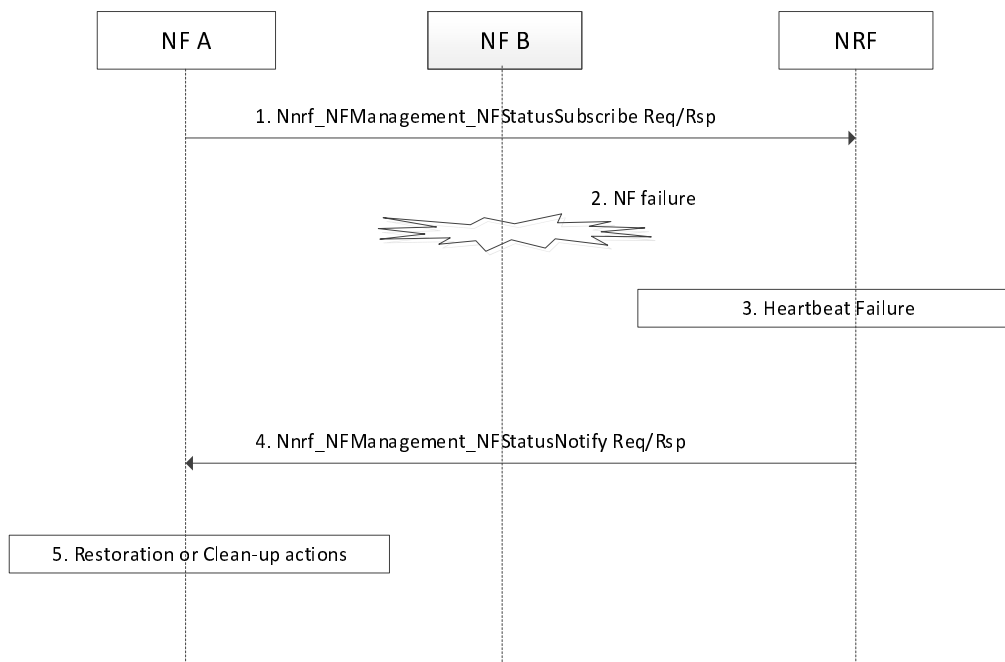 NF A
NF B
NRF
1. Nnrf_NFManagement_NFStatusSubscribe Req/Rsp
2. NF failure
3. Heartbeat Failure
4. Nnrf_NFManagement_NFStatusNotify Req/Rsp
5. Restoration or Clean-up actions